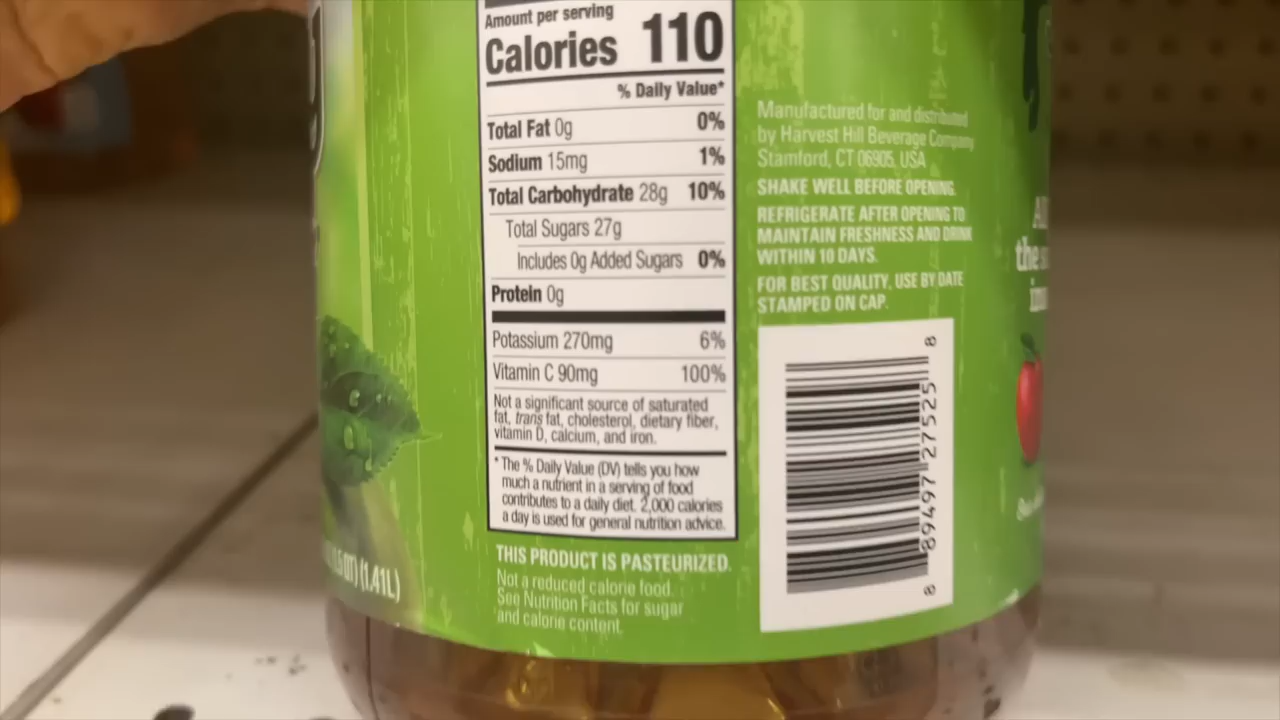 Amount per serving
Calories 110
% Daily Value*
Total Fat 0g 0%
Sodium 15mg 1%
Total Carbohydrate 28g 10%
Total Sugars 27g
Includes 0g Added Sugars 0%
Protein 0g
Potassium 270mg 6%
Vitamin C 90mg 100%
Not a significant source of saturated
fat, trans fat, cholesterol, dietary fiber,
vitamin D, calcium, and iron.
* The % Daily Value (DV) tells you how
much a nutrient in a serving of food
contributes to a daily diet. 2,000 calories
a day is used for general nutrition advice.
THIS PRODUCT IS PASTEURIZED.
Not a reduced calorie food.
See Nutrition Facts for sugar
and calorie content.
(1.41L)
Manufactured for and distributed
by Harvest Hill Beverage Company
Stamford, CT 06905, USA
SHAKE WELL BEFORE OPENING.
REFRIGERATE AFTER OPENING TO
MAINTAIN FRESHNESS AND DRINK
WITHIN 10 DAYS.
FOR BEST QUALITY, USE BY DATE
STAMPED ON CAP.
0 89497 27525 8
the